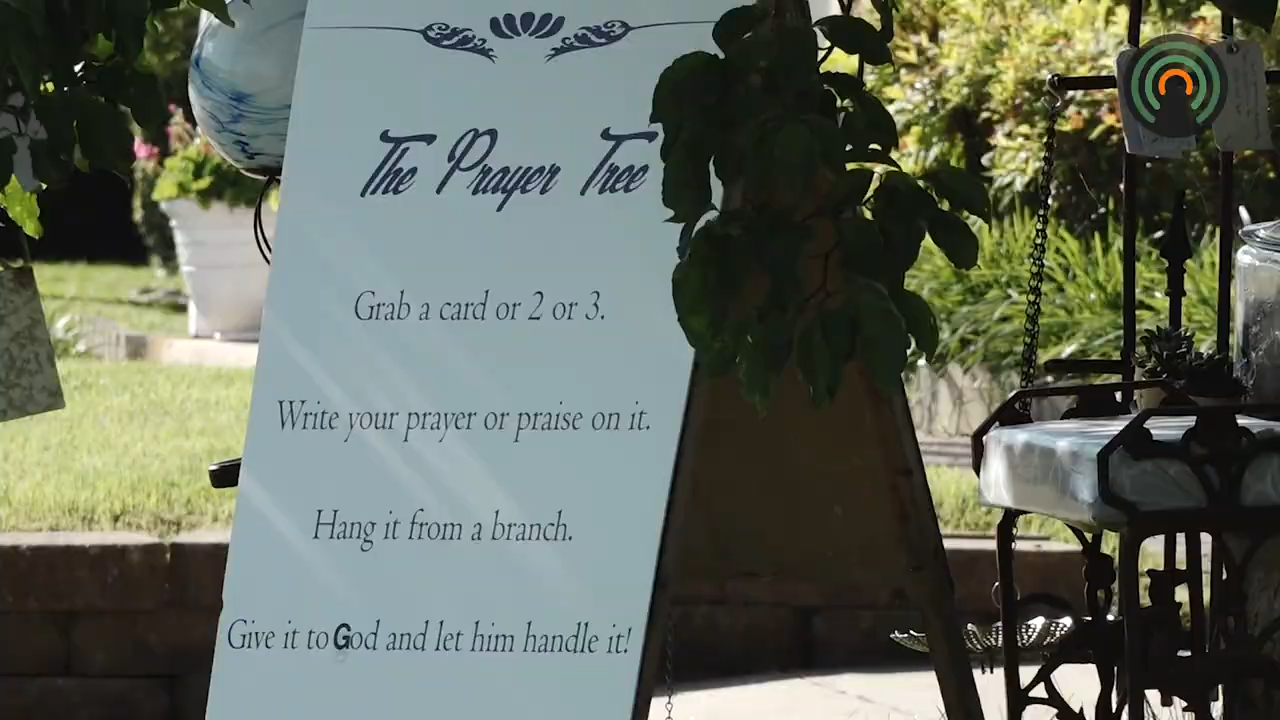 The Prayer Tree
Grab a card or 2 or 3.
Write your prayer or praise on it.
Hang it from a branch.
Give it to God and let him handle it!